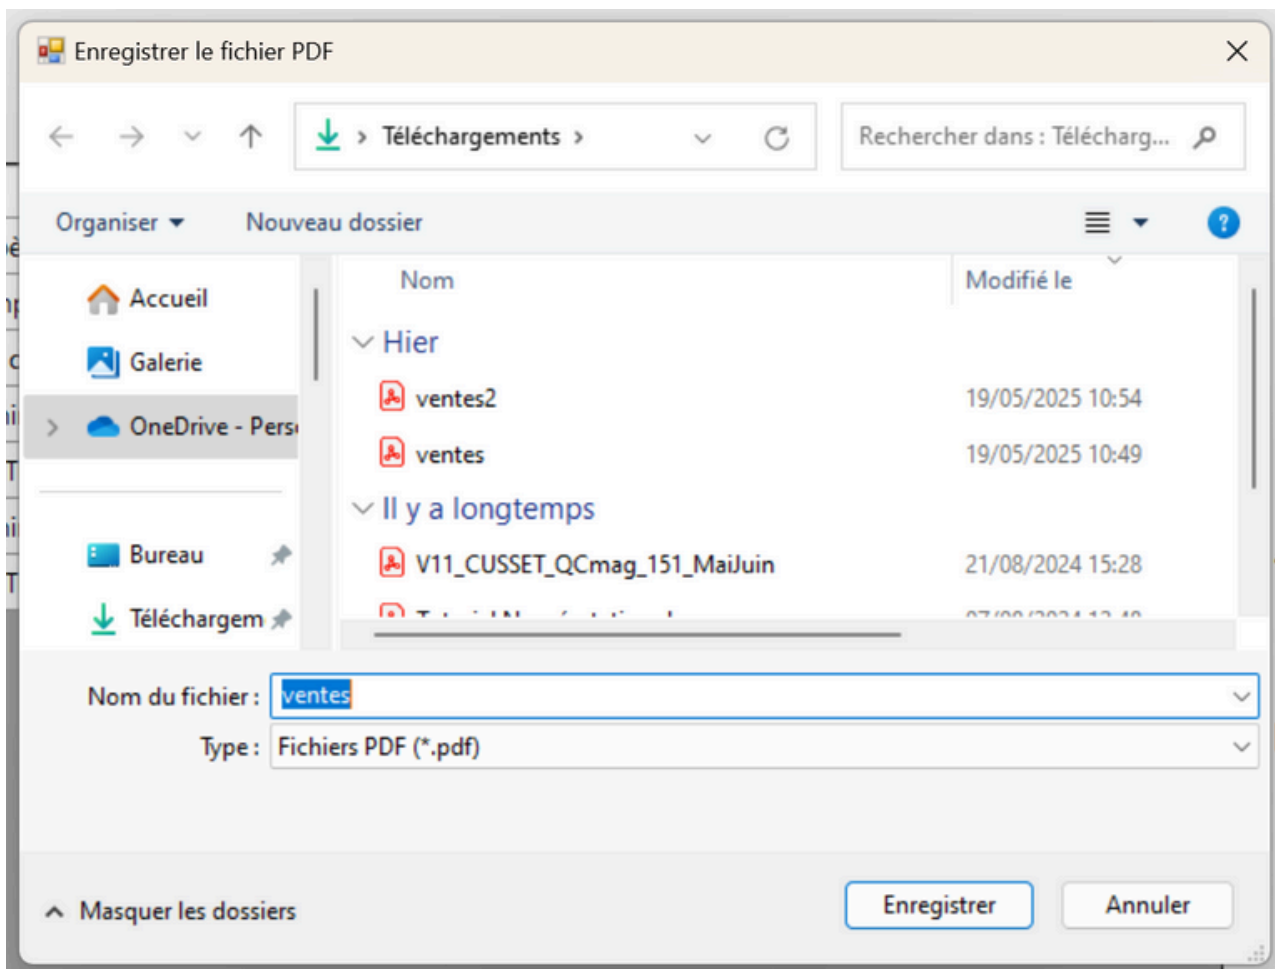 Enregistrer le fichier PDF
Téléchargements
Rechercher dans : Télécharg...
Organiser
Nouveau dossier
Nom
Modifié le
Accueil
Galerie
OneDrive - Pers
Bureau
Téléchargem
Hier
ventes2 19/05/2025 10:54
ventes 19/05/2025 10:49
Il y a longtemps
V11_CUSSET_QCmag_151_MaiJuin 21/08/2024 15:28
Nom du fichier : ventes
Type : Fichiers PDF (*.pdf)
Masquer les dossiers
Enregistrer
Annuler